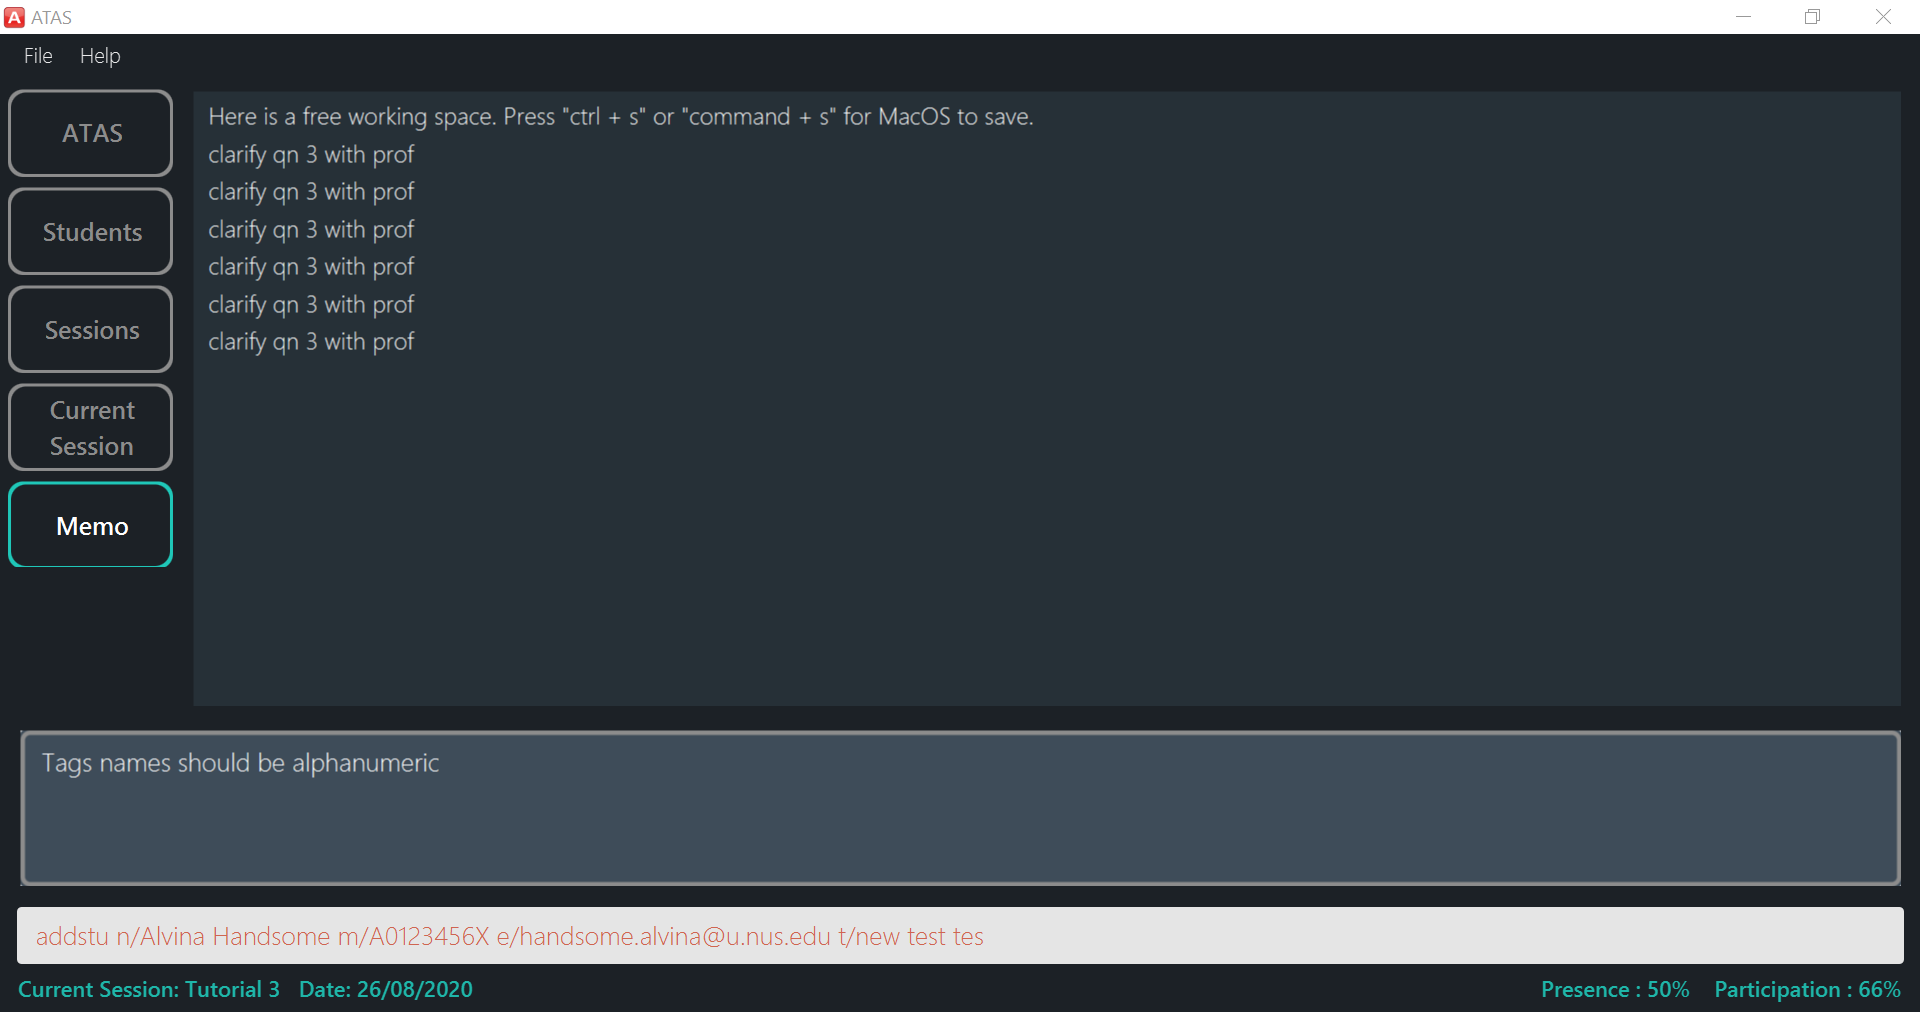 A ATAS
File Help
ATAS
Students
Sessions
Current
Session
Memo
Here is a free working space. Press "ctrl + s" or "command + s" for MacOS to save.
clarify qn 3 with prof
clarify qn 3 with prof
clarify qn 3 with prof
clarify qn 3 with prof
clarify qn 3 with prof
clarify qn 3 with prof
Tags names should be alphanumeric
addstu n/Alvina Handsome m/A0123456X e/handsome.alvina@u.nus.edu t/new test tes
Current Session: Tutorial 3 Date: 26/08/2020 Presence : 50% Participation : 66%